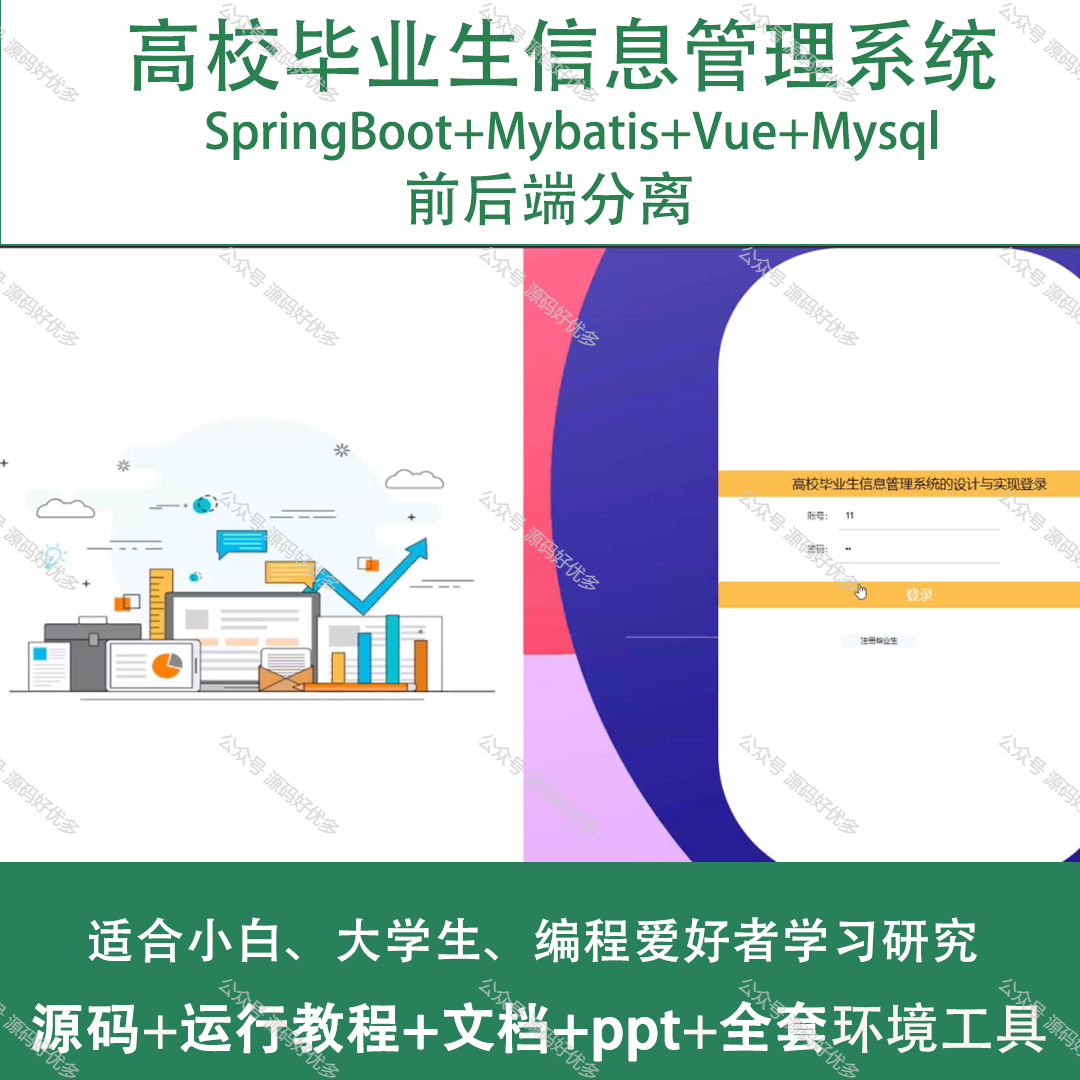 高校毕业生信息管理系统
SpringBoot+Mybatis+Vue+Mysql
前后端分离
高校毕业生信息管理系统的设计与实现登录
账号: 11
密码: ••
登录
注册毕业生
适合小白、大学生、编程爱好者学习研究
源码+运行教程+文档+ppt+全套环境工具
公众号 源码好优多